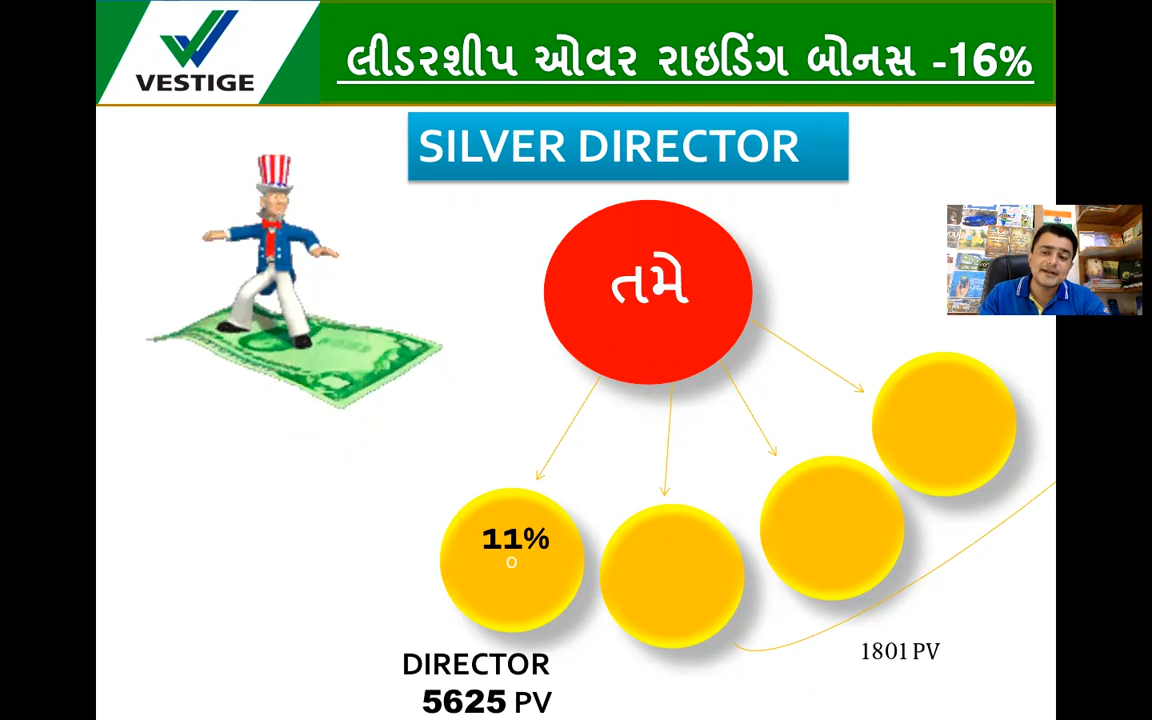 VESTIGE
લીડરશીપ ઓવર રાઇડિંગ બોનસ -16%
SILVER DIRECTOR
તમે
11%
o
DIRECTOR
5625 PV
1801 PV